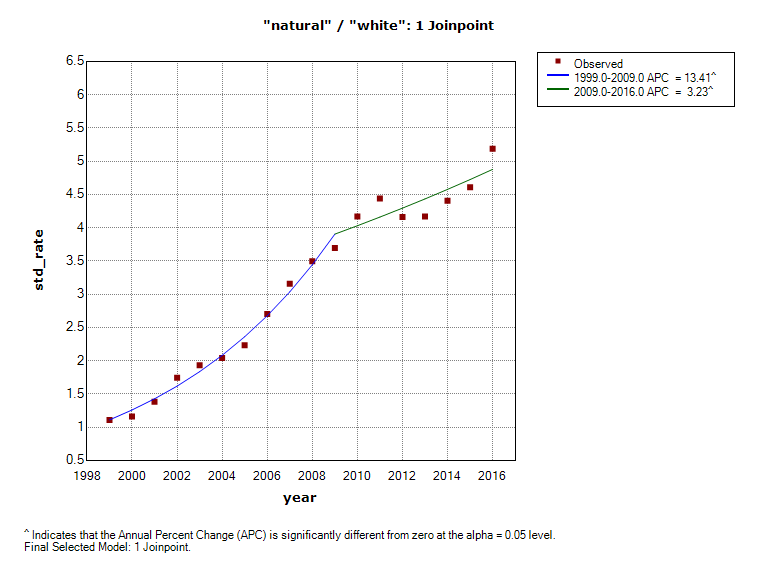 "natural" / "white": 1 Joinpoint
Observed
1999.0-2009.0 APC  = 13.41^
2009.0-2016.0 APC  =  3.23^
6.5
6
5.5
5
4.5
4
3.5
3
2.5
2
1.5
1
0.5
std_rate
1998 2000 2002 2004 2006 2008 2010 2012 2014 2016
year
^ Indicates that the Annual Percent Change (APC) is significantly different from zero at the alpha = 0.05 level.
Final Selected Model: 1 Joinpoint.